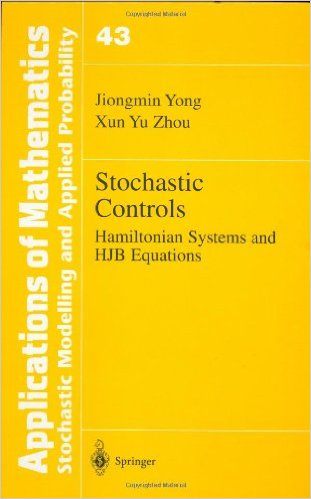 43
Applications of Mathematics
Stochastic Modelling and Applied Probability
Jiongmin Yong
Xun Yu Zhou
Stochastic
Controls
Hamiltonian Systems and
HJB Equations
Springer